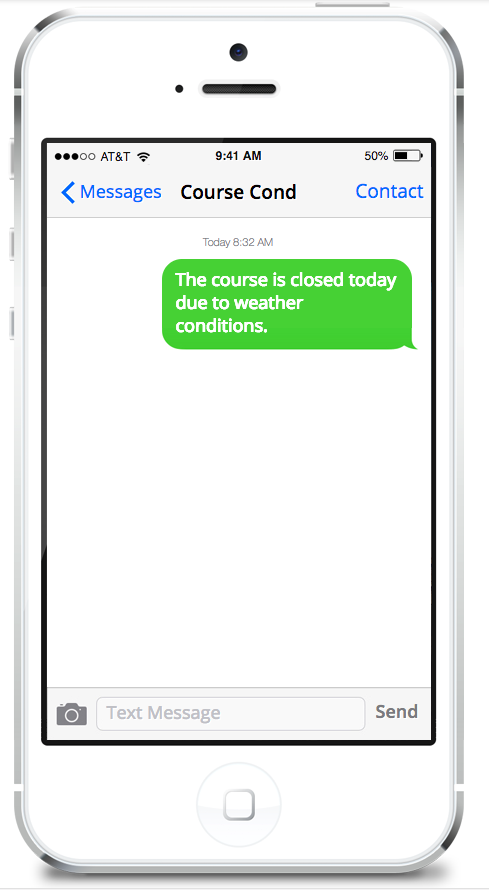 AT&T 9:41 AM 50%
Messages Course Cond Contact
Today 8:32 AM
The course is closed today
due to weather
conditions.
Text Message Send